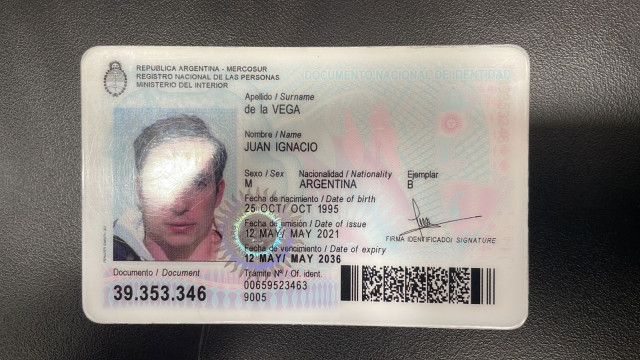 REPUBLICA ARGENTINA - MERCOSUR
REGISTRO NACIONAL DE LAS PERSONAS
MINISTERIO DEL INTERIOR
DOCUMENTO NACIONAL DE IDENTIDAD
Apellido / Surname
de la VEGA
Nombre / Name
JUAN IGNACIO
Sexo / Sex Nacionalidad / Nationality Ejemplar
M ARGENTINA B
Fecha de nacimiento / Date of birth
25 OCT/ OCT 1995
Fecha de emisión / Date of issue
12 MAY/ MAY 2021
FIRMA IDENTIFICADO/ SIGNATURE
Fecha de vencimiento / Date of expiry
12 MAY/ MAY 2036
Documento / Document Trámite Nº / Of. ident.
39.353.346 00659523463
9005